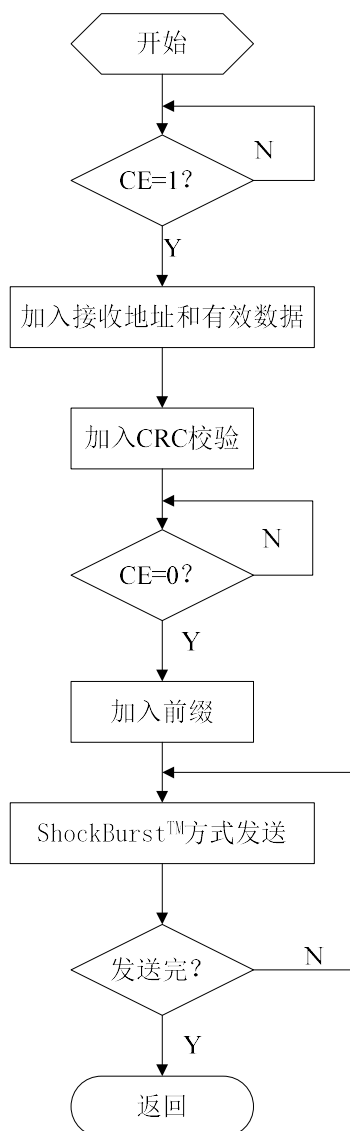 开始
N
CE=1？
Y
加入接收地址和有效数据
加入CRC校验
N
CE=0？
Y
加入前缀
ShockBurst™方式发送
发送完？
N
Y
返回